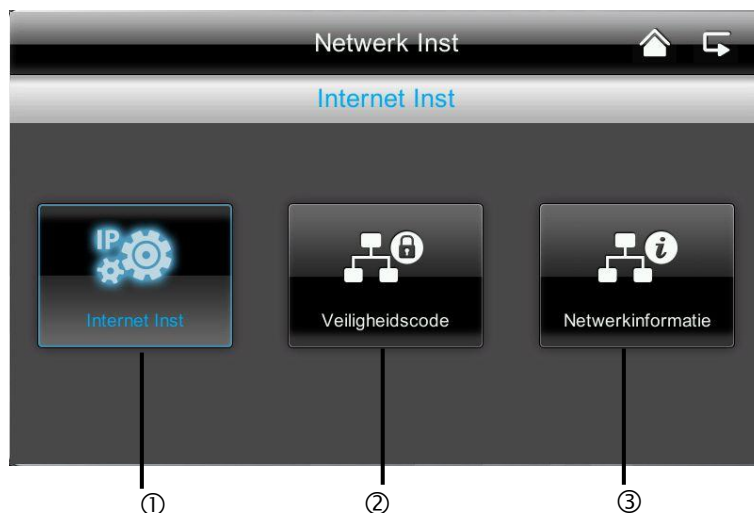 Netwerk Inst
Internet Inst
IP
Internet Inst
Veiligheidscode
i
Netwerkinformatie
① ② ③